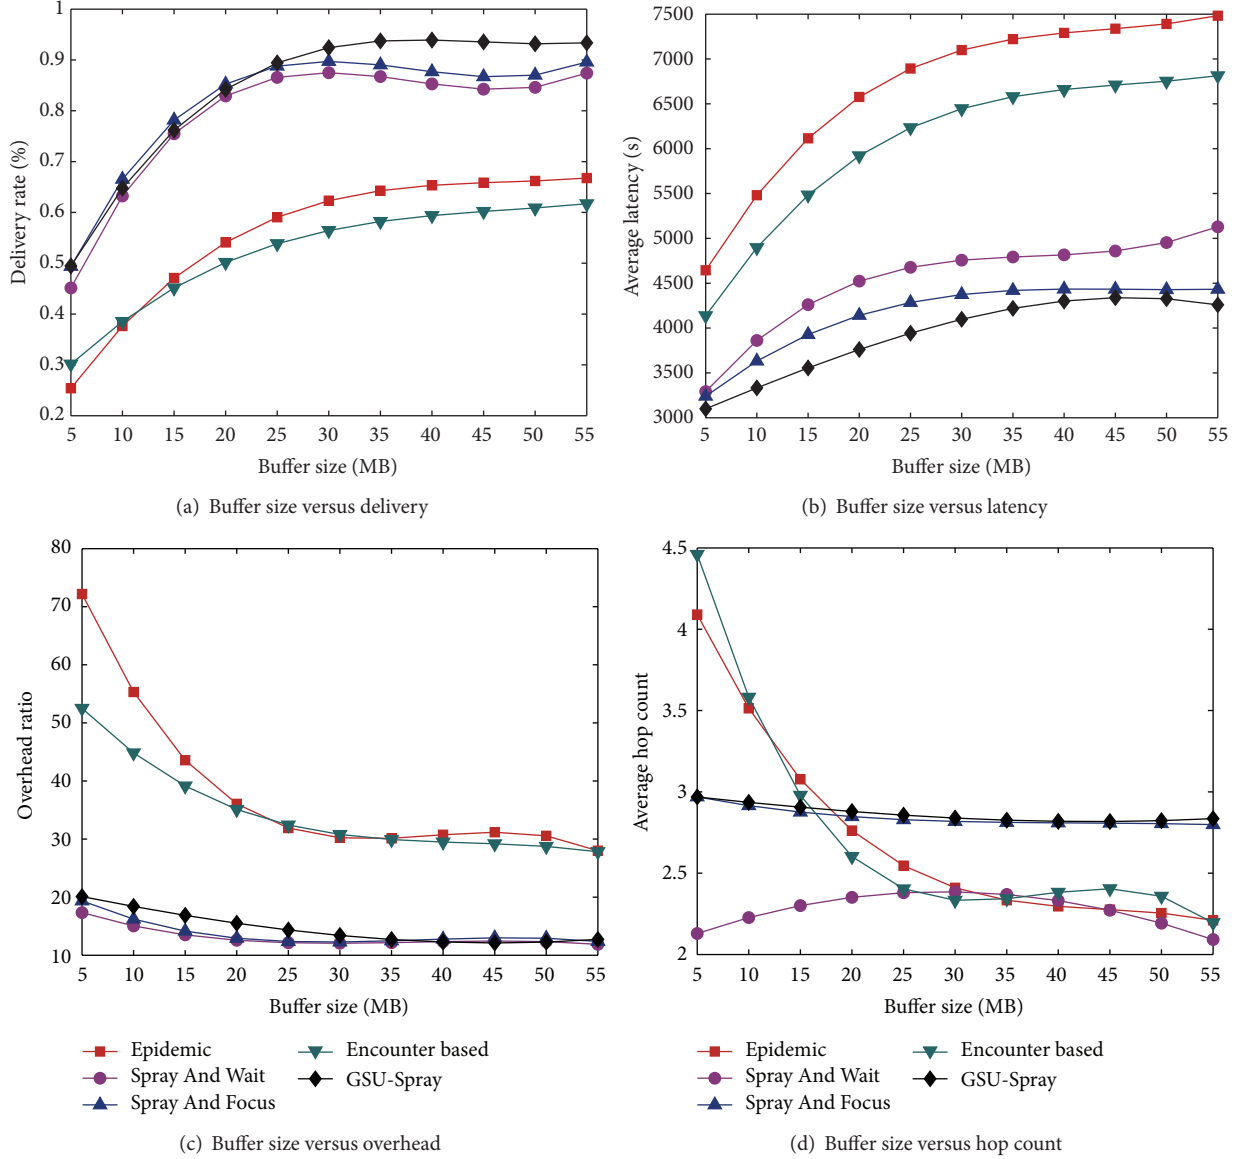 1
0.9
0.8
0.7
0.6
0.5
0.4
0.3
0.2
Delivery rate (%)
5 10 15 20 25 30 35 40 45 50 55
Buffer size (MB)
(a) Buffer size versus delivery
7500
7000
6500
6000
5500
5000
4500
4000
3500
3000
Average latency (s)
5 10 15 20 25 30 35 40 45 50 55
Buffer size (MB)
(b) Buffer size versus latency
80
70
60
50
40
30
20
10
Overhead ratio
5 10 15 20 25 30 35 40 45 50 55
Buffer size (MB)
Epidemic
Spray And Wait
Spray And Focus
Encounter based
GSU-Spray
(c) Buffer size versus overhead
4.5
4
3.5
3
2.5
2
Average hop count
5 10 15 20 25 30 35 40 45 50 55
Buffer size (MB)
Epidemic
Spray And Wait
Spray And Focus
Encounter based
GSU-Spray
(d) Buffer size versus hop count